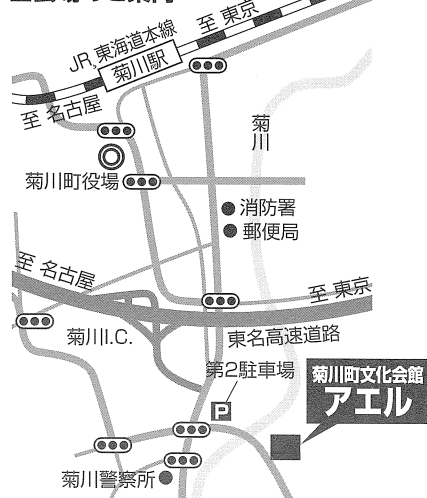 至 東京
JR,東海道本線
菊川駅
至 名古屋
菊川
菊川町役場
消防署
郵便局
至 名古屋
至 東京
菊川I.C.
東名高速道路
第2駐車場
P
菊川町文化会館
アエル
菊川警察所